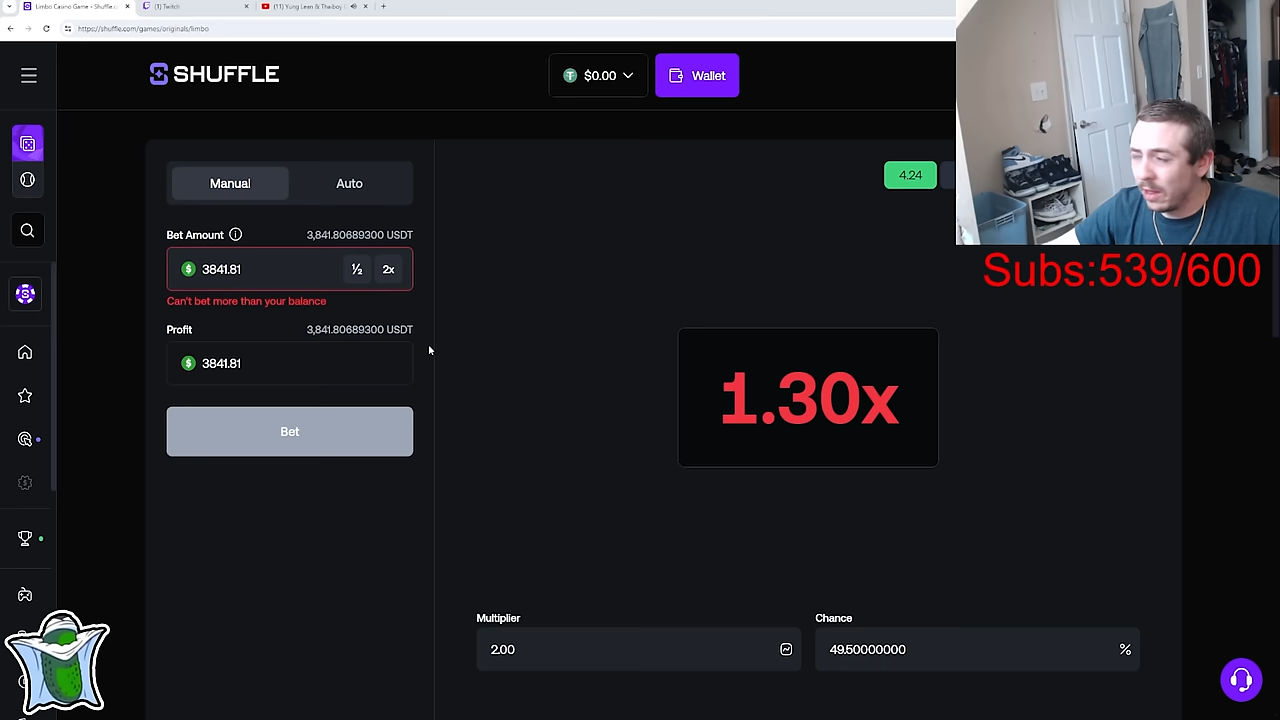 Limbo Casino Game • Shuffle.c
(1) Twitch
(11) Yung Lean & Thaiboy
https://shuffle.com/games/originals/limbo
SHUFFLE
$0.00
Wallet
Manual
Auto
4.24
Bet Amount
3,841.80689300 USDT
3841.81
½
2x
Can't bet more than your balance
Profit
3,841.80689300 USDT
3841.81
Bet
1.30x
Subs:539/600
Multiplier
Chance
2.00
49.50000000
%